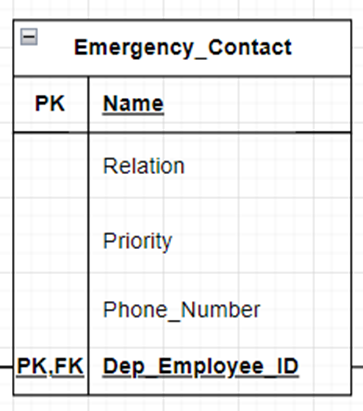 Emergency_Contact
PK Name
Relation
Priority
Phone_Number
PK,FK Dep_Employee_ID